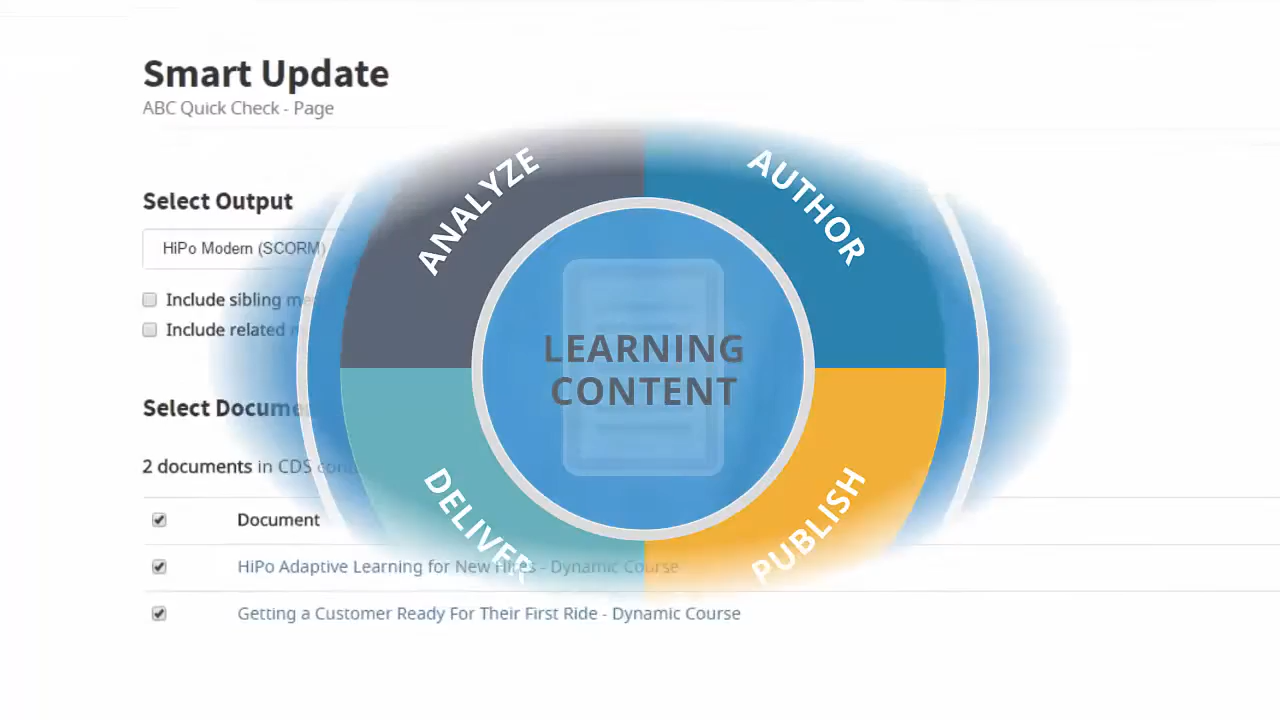 Smart Update
ABC Quick Check - Page
Select Output
HiPo Modern (SCORM)
Include sibling
Include related
Select
2 documents in CDS
Document
HiPo Adaptive Learning for New Hires - Dynamic Course
Getting a Customer Ready For Their First Ride - Dynamic Course
ANALYZE
AUTHOR
LEARNING
CONTENT
DELIVER
PUBLISH